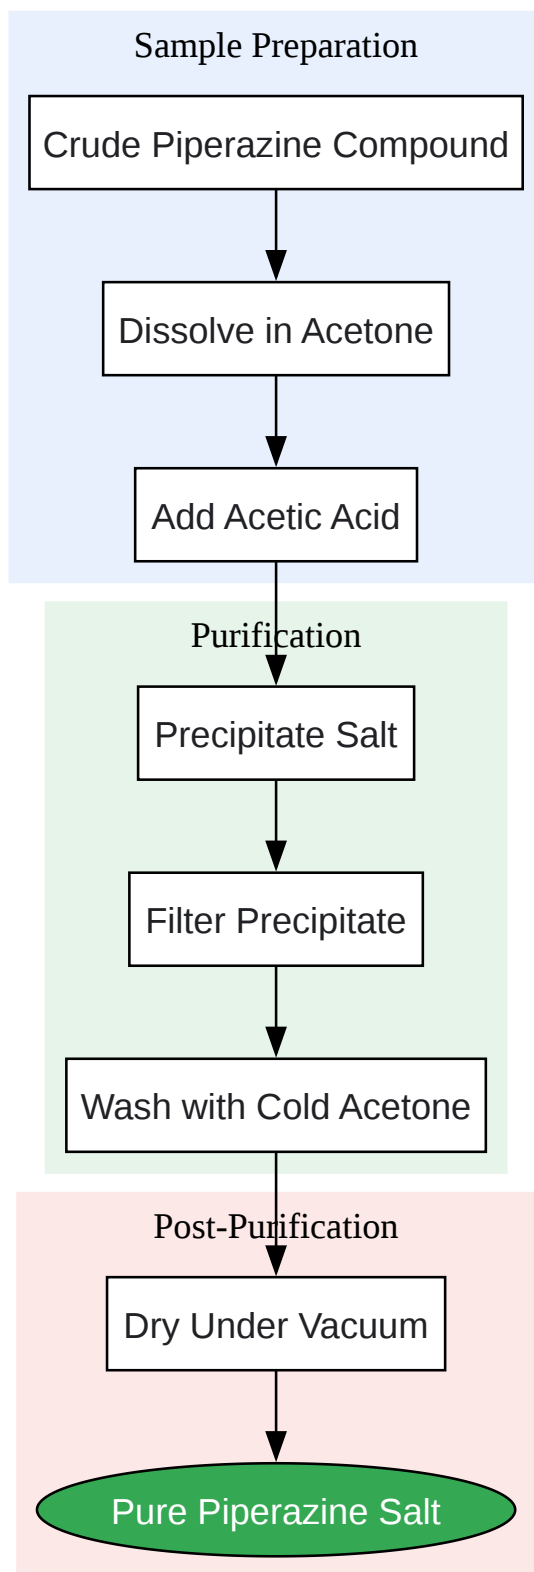 Sample Preparation
Crude Piperazine Compound
Dissolve in Acetone
Add Acetic Acid
Purification
Precipitate Salt
Filter Precipitate
Wash with Cold Acetone
Post-Purification
Dry Under Vacuum
Pure Piperazine Salt